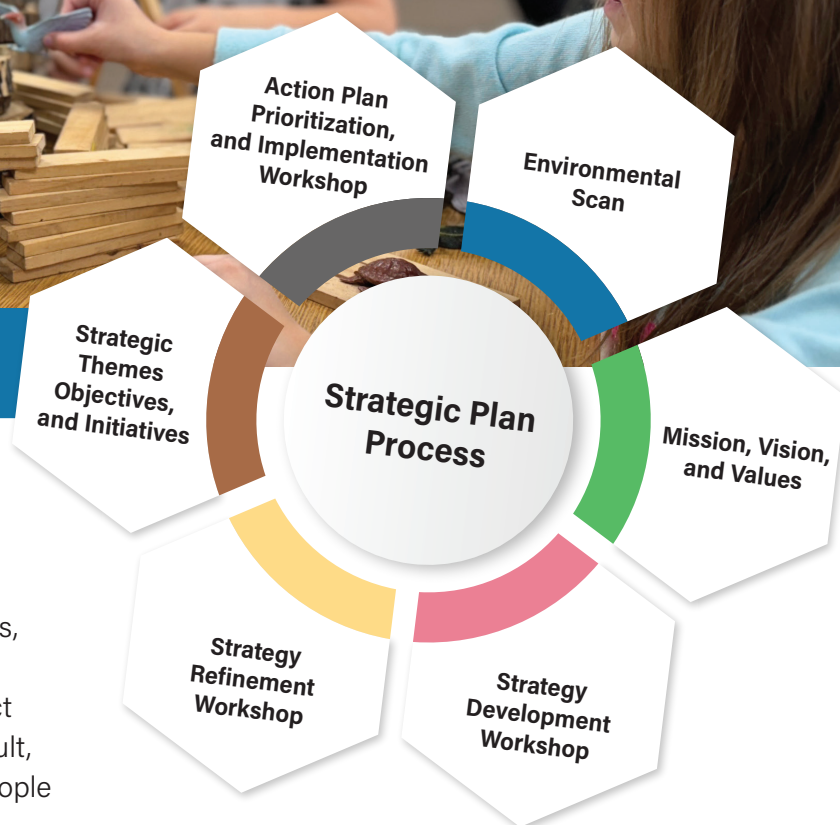 Action Plan
Prioritization,
and Implementation
Workshop
Environmental
Scan
Strategic
Themes
Objectives,
and Initiatives
Strategic Plan
Process
Mission, Vision,
and Values
Strategy
Refinement
Workshop
Strategy
Development
Workshop
people